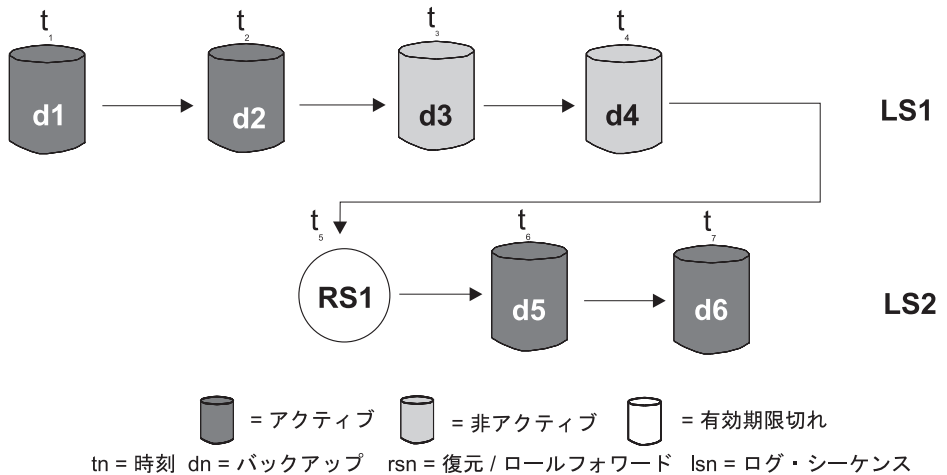 t1 t2 t3 t4
d1 d2 d3 d4 LS1
t5 t6 t7
RS1 d5 d6 LS2
= アクティブ = 非アクティブ = 有効期限切れ
tn = 時刻 dn = バックアップ rsn = 復元 / ロールフォワード lsn = ログ・シーケンス